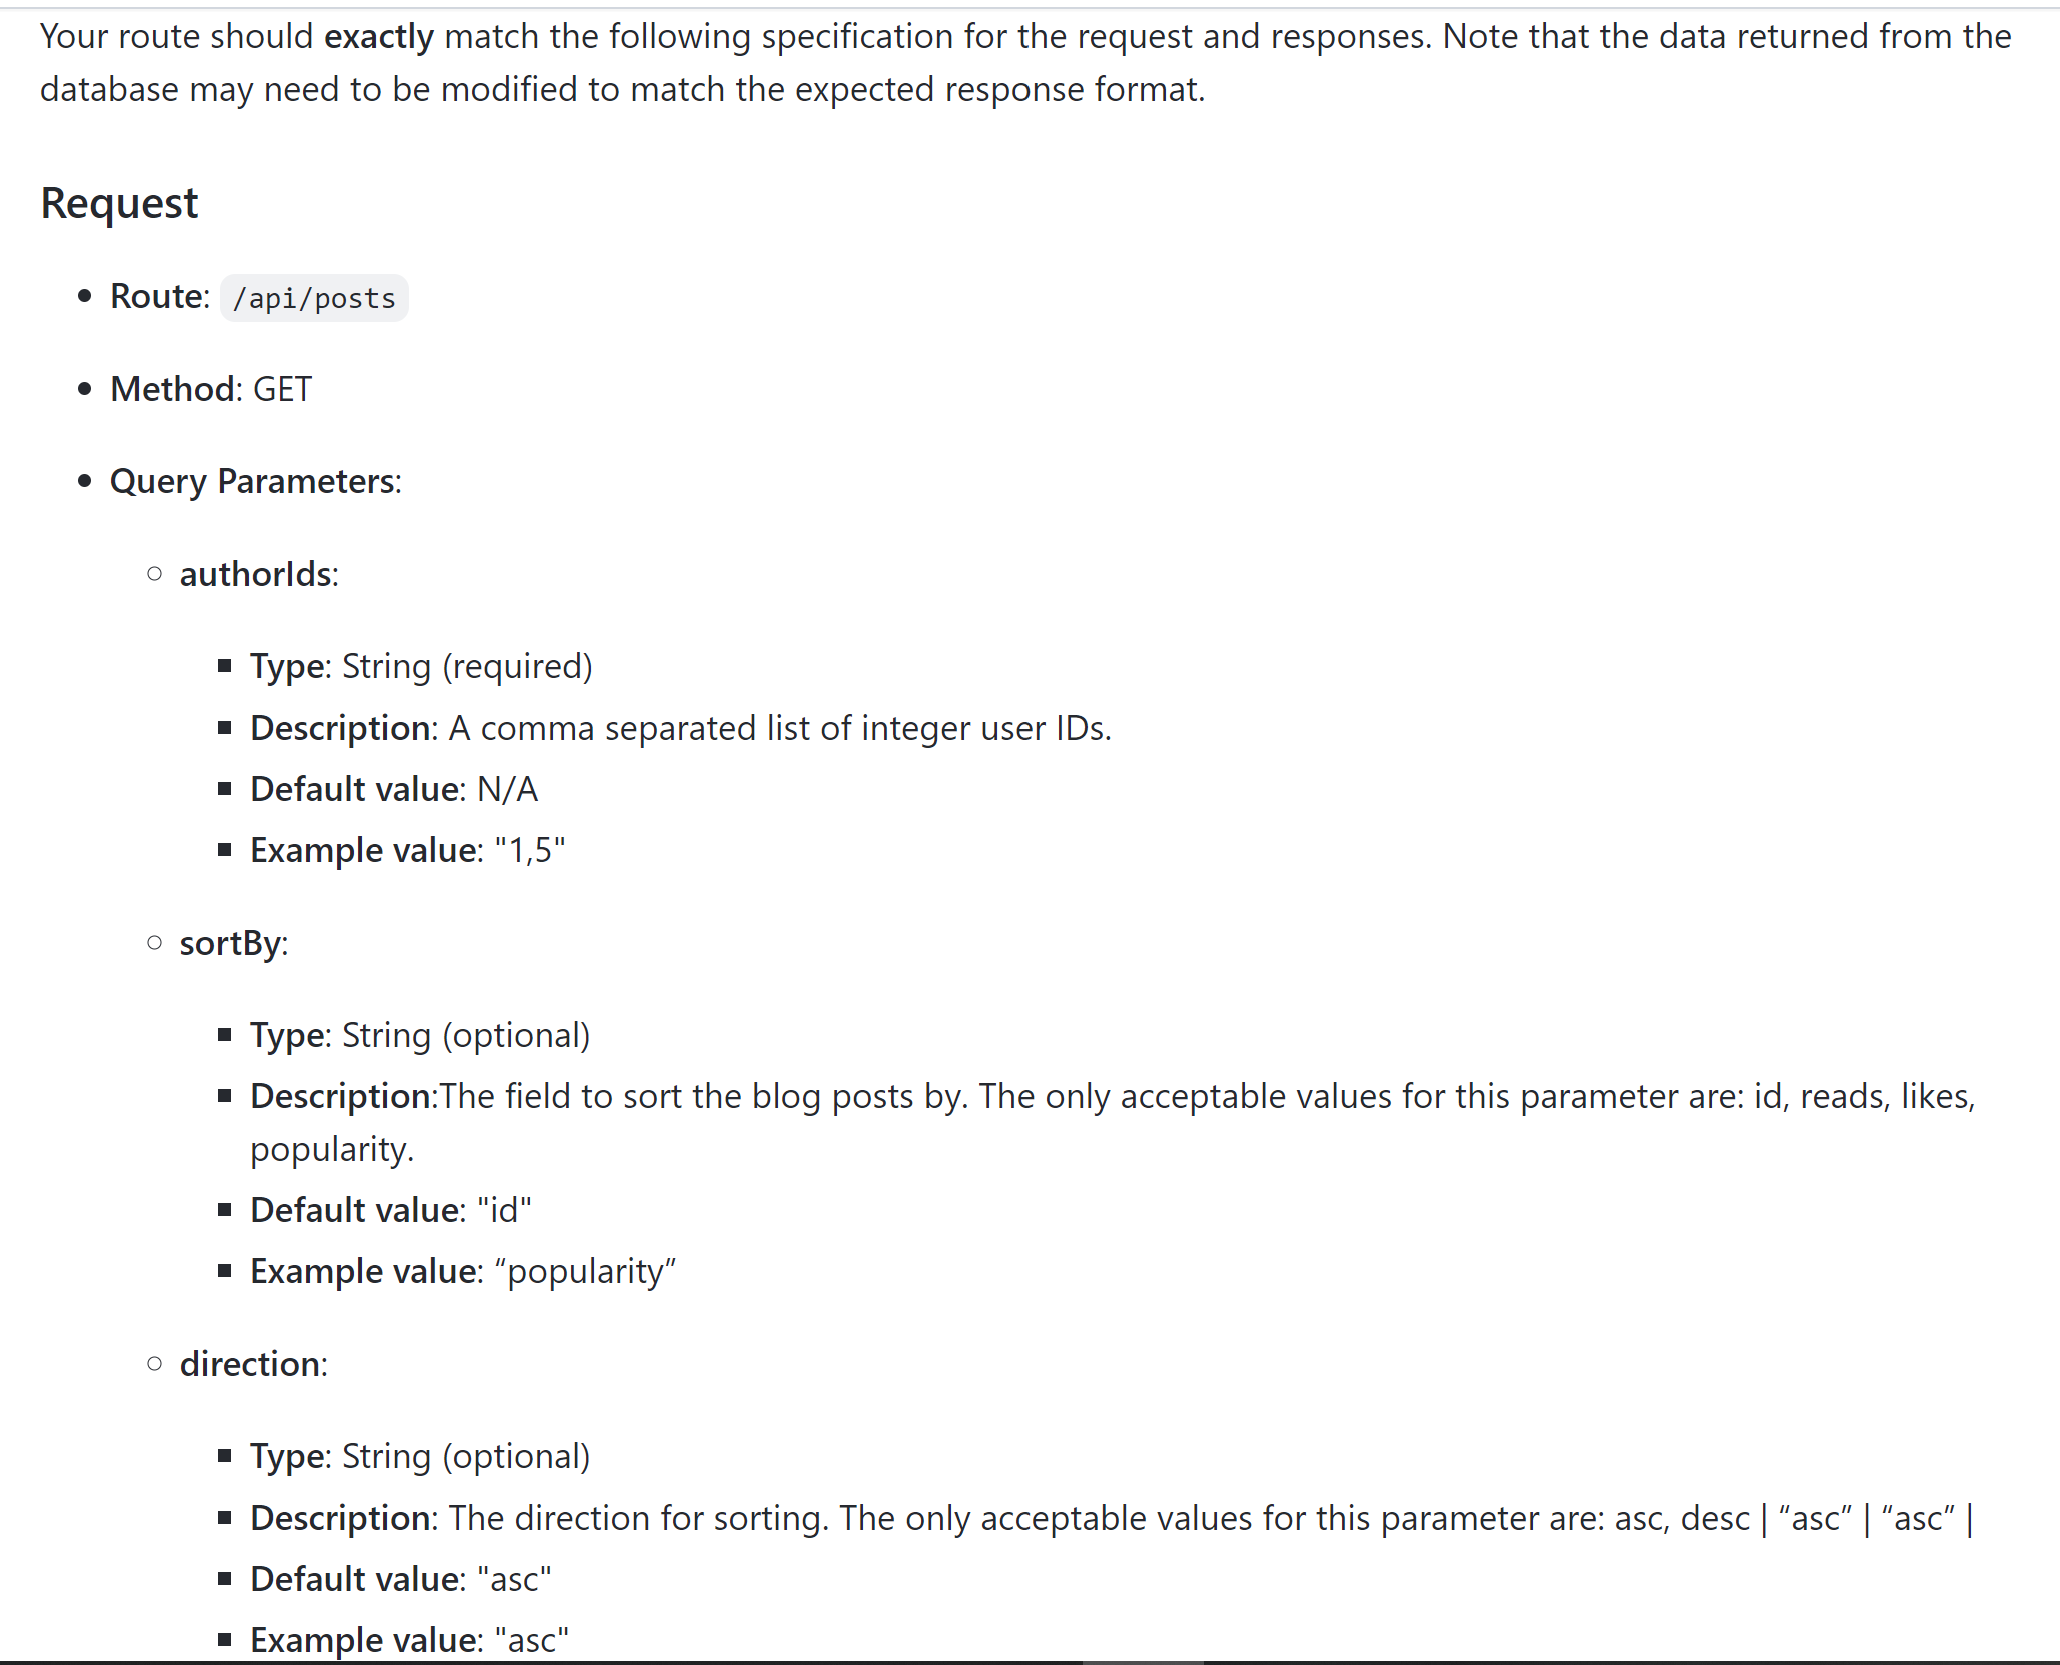 Your route should exactly match the following specification for the request and responses. Note that the data returned from the
database may need to be modified to match the expected response format.
Request
Route: /api/posts
Method: GET
Query Parameters:
authorIds:
Type: String (required)
Description: A comma separated list of integer user IDs.
Default value: N/A
Example value: "1,5"
sortBy:
Type: String (optional)
Description:The field to sort the blog posts by. The only acceptable values for this parameter are: id, reads, likes,
popularity.
Default value: "id"
Example value: “popularity”
direction:
Type: String (optional)
Description: The direction for sorting. The only acceptable values for this parameter are: asc, desc | “asc” | “asc” |
Default value: "asc"
Example value: "asc"